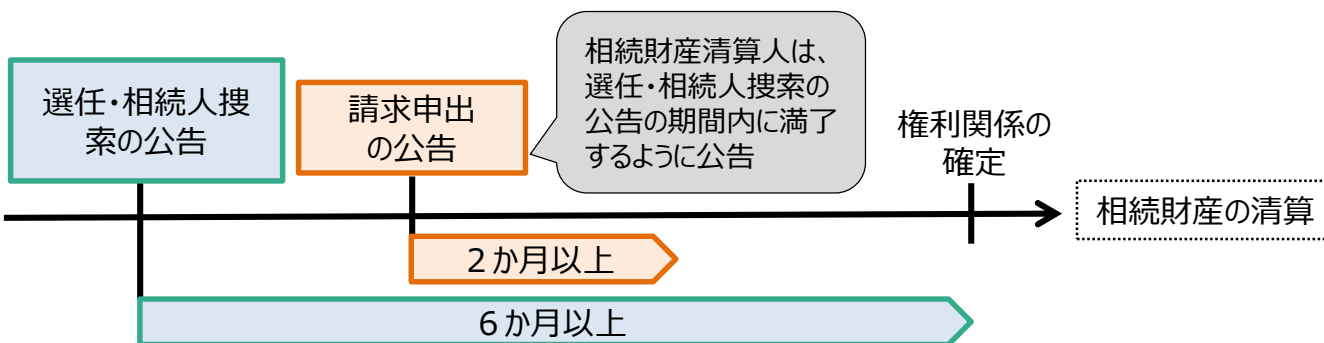 相続財産清算人は、
選任・相続人捜索の
公告の期間内に満了
するように公告
選任・相続人捜
索の公告
請求申出
の公告
権利関係の
確定
相続財産の清算
２か月以上
６か月以上